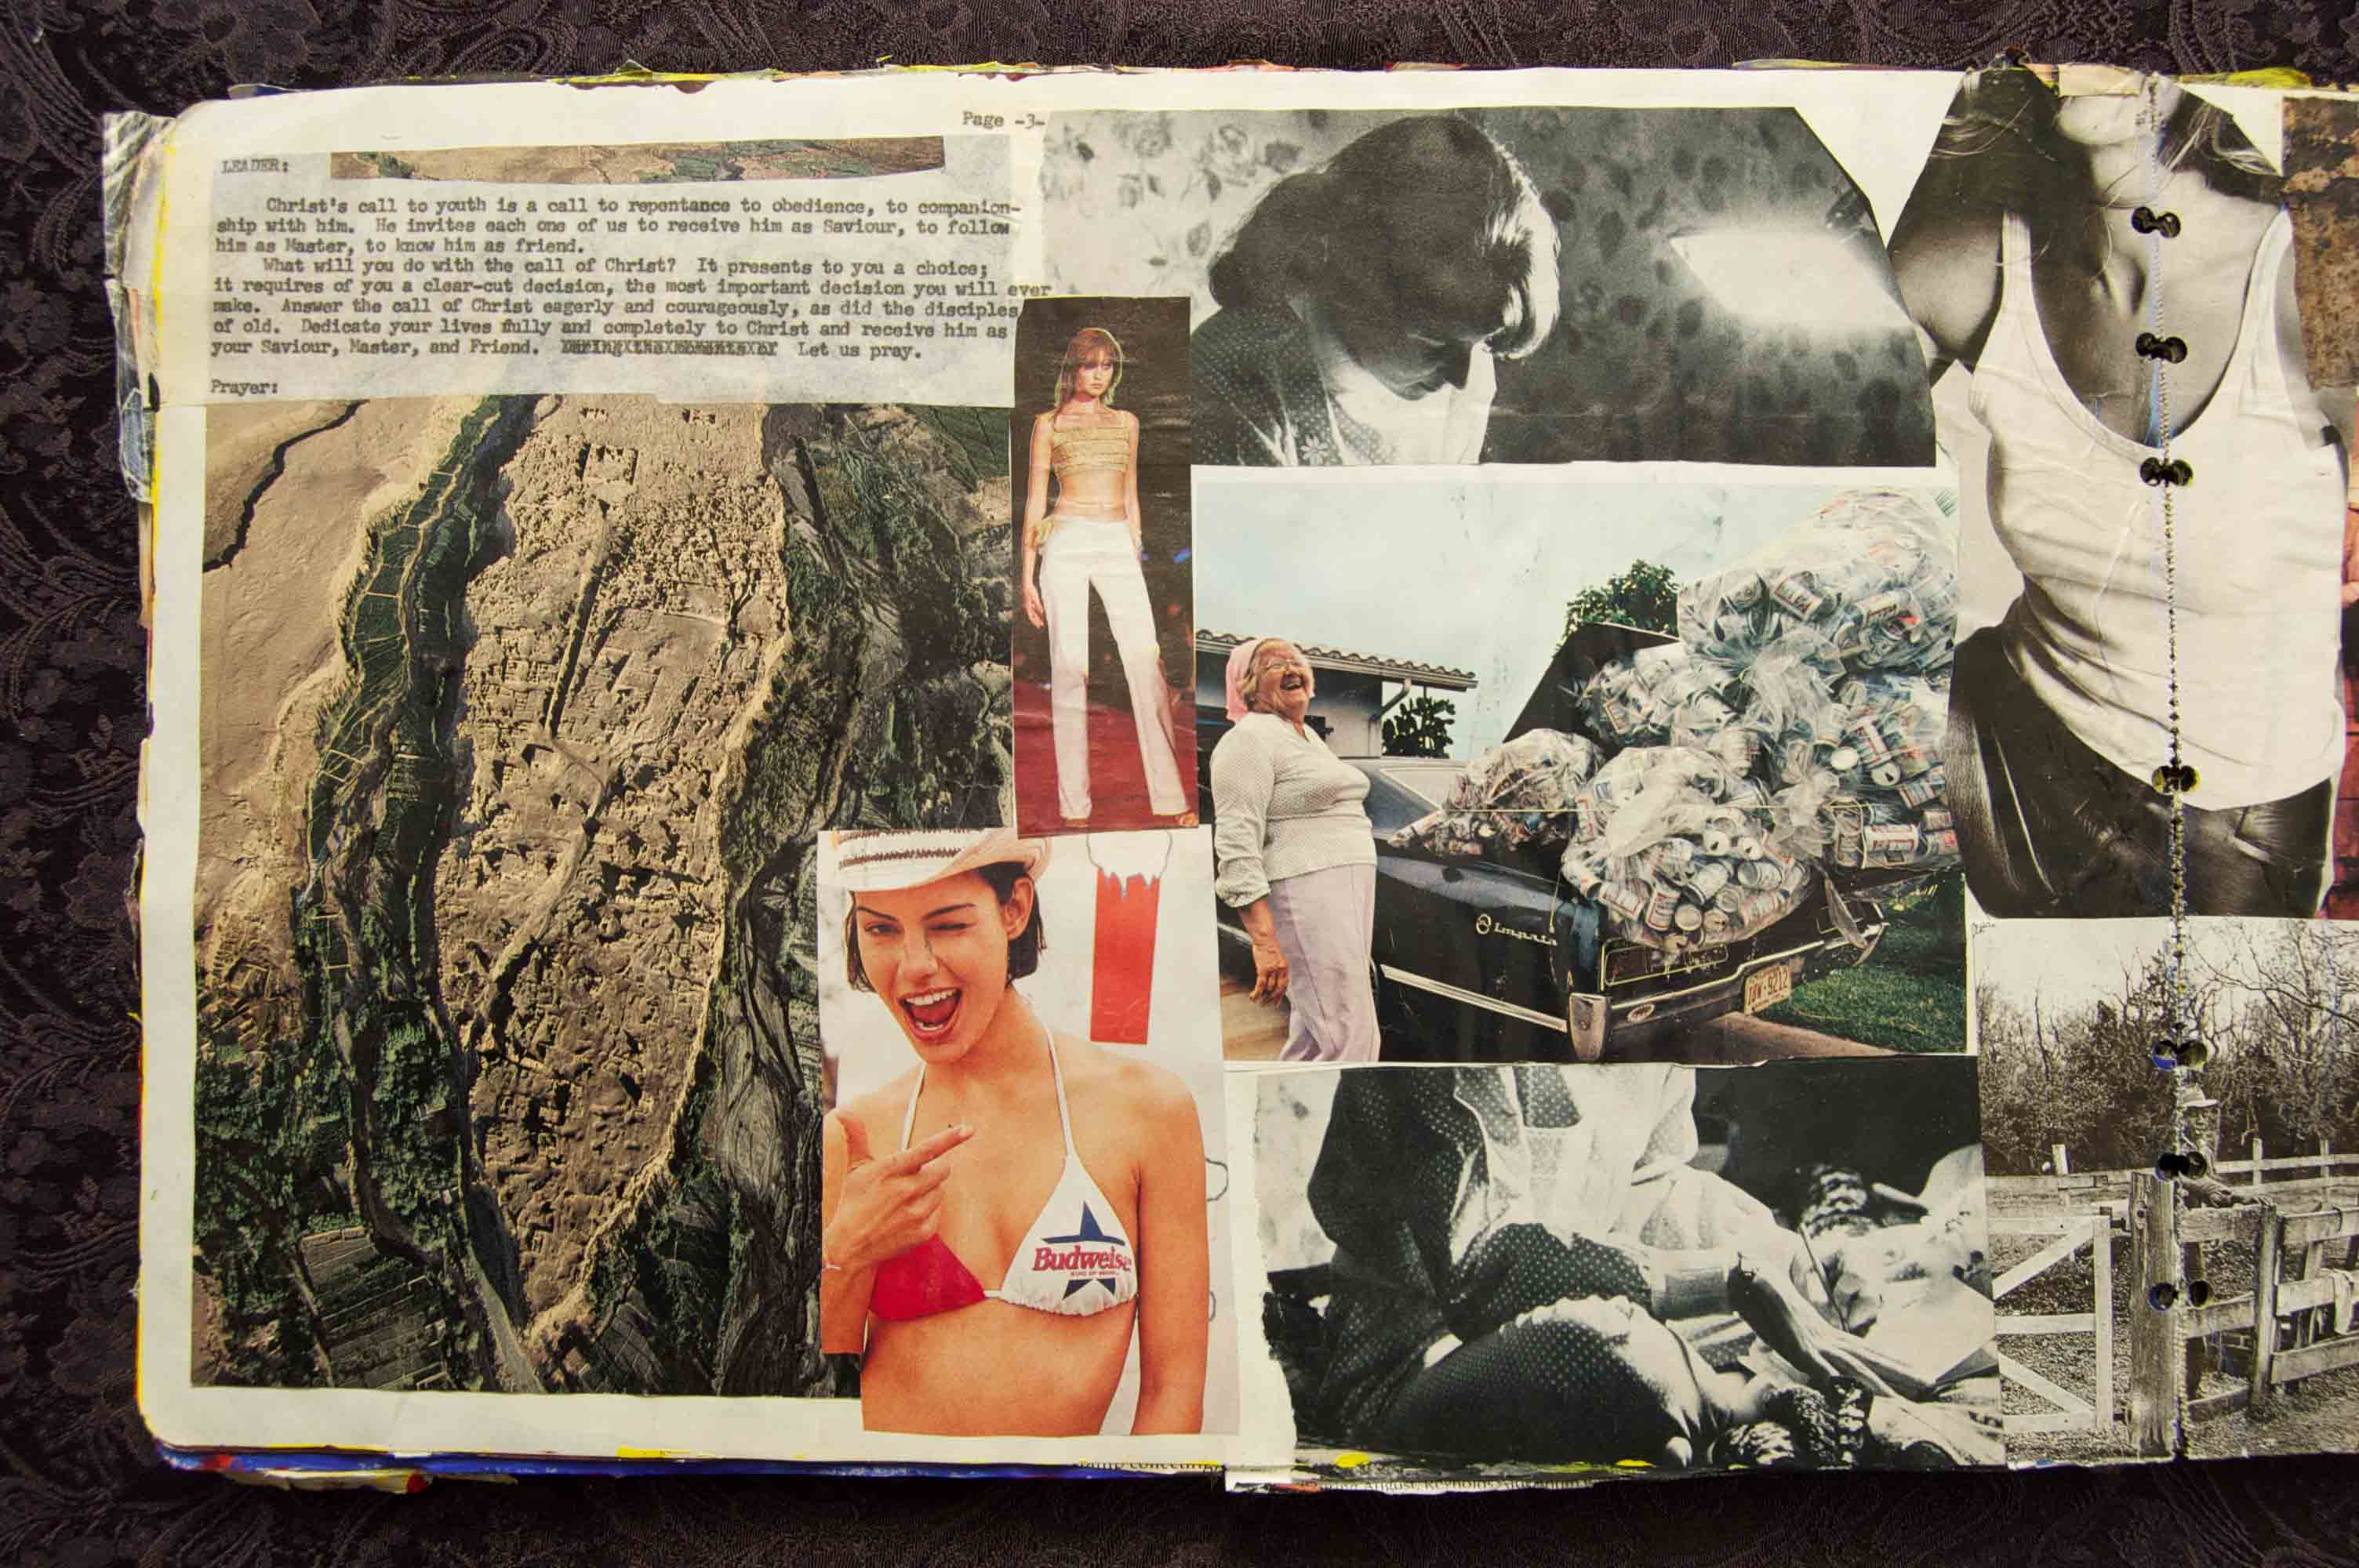 Page -3-
LEADER:
Christ's call to youth is a call to repentance to obedience, to companion-
ship with him. He invites each one of us to receive him as Saviour, to follow
him as Master, to know him as friend.
What will you do with the call of Christ? It presents to you a choice;
it requires of you a clear-cut decision, the most important decision you will ever
make. Answer the call of Christ eagerly and courageously, as did the disciples
of old. Dedicate your lives fully and completely to Christ and receive him as
your Saviour, Master, and Friend. Let us pray.
Prayer:
Impala
Budweise
KING OF BEERS